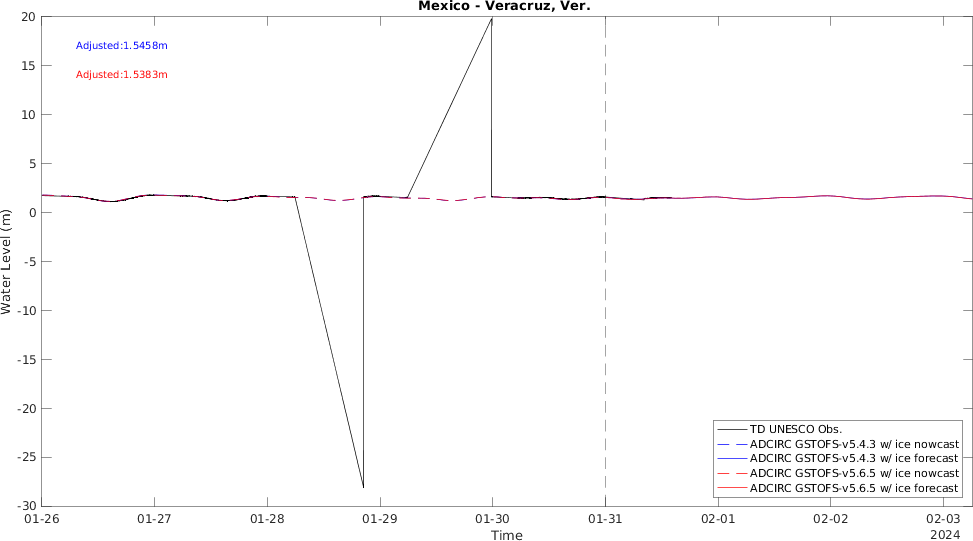 Mexico - Veracruz, Ver.
20
15
10
5
0
-5
-10
-15
-20
-25
-30
Water Level (m)
Adjusted:1.5458m
Adjusted:1.5383m
TD UNESCO Obs.
ADCIRC GSTOFS-v5.4.3 w/ ice nowcast
ADCIRC GSTOFS-v5.4.3 w/ ice forecast
ADCIRC GSTOFS-v5.6.5 w/ ice nowcast
ADCIRC GSTOFS-v5.6.5 w/ ice forecast
01-26 01-27 01-28 01-29 01-30 01-31 02-01 02-02 02-03
Time
2024